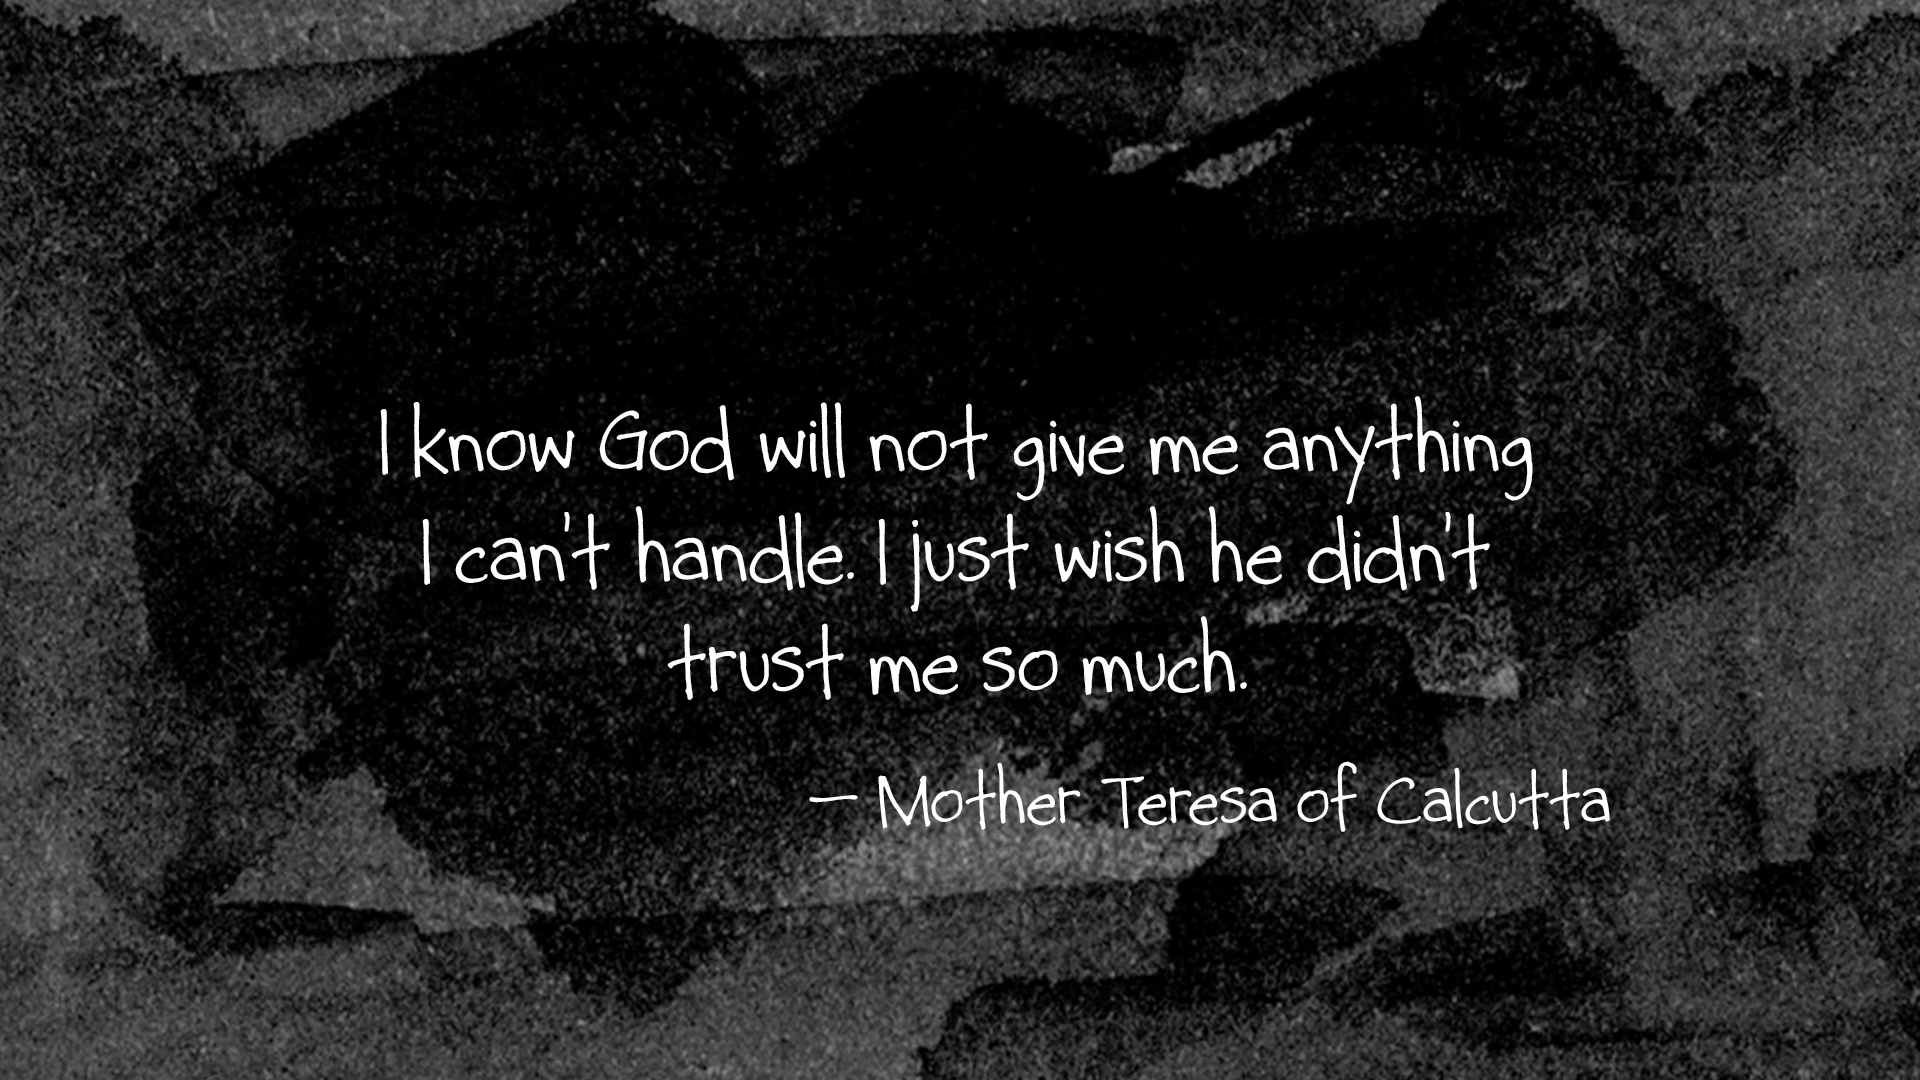 I know God will not give me anything
I can't handle. I just wish he didn't
trust me so much.
— Mother Teresa of Calcutta